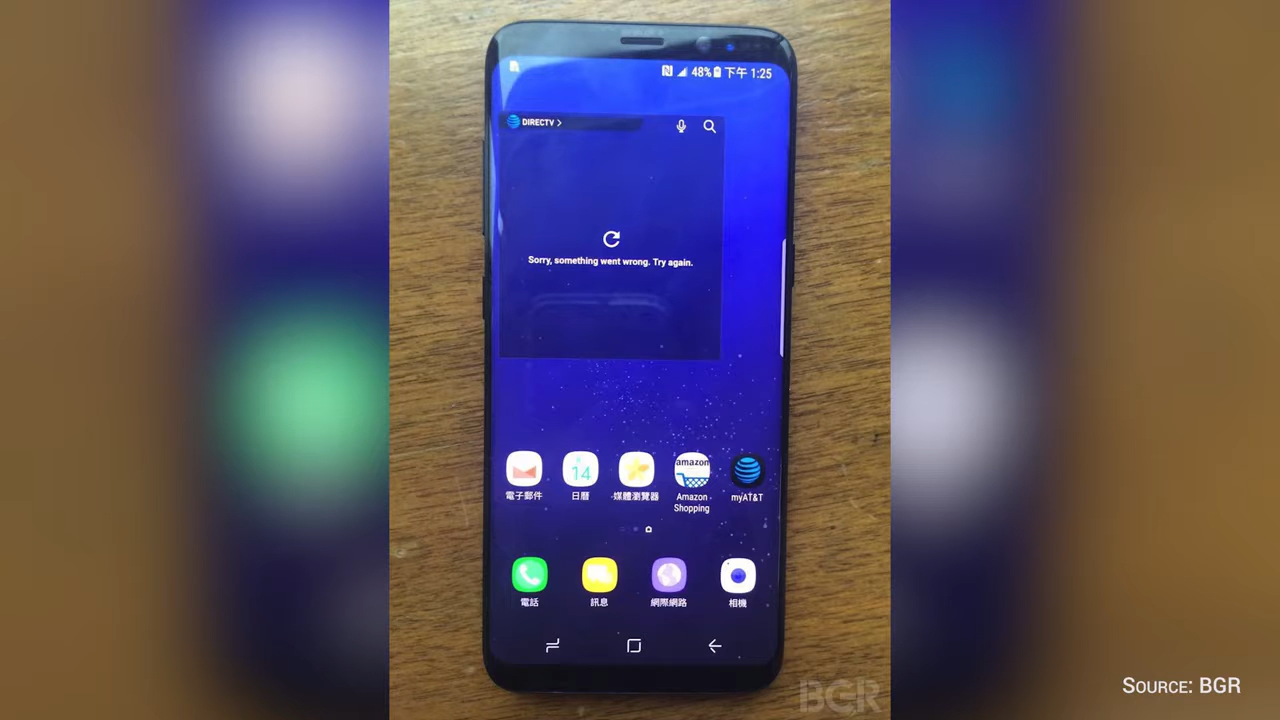 48% 下午 1:25
DIRECTV >
Sorry, something went wrong. Try again.
14
amazon
電子郵件
日曆
媒體瀏覽器
Amazon
Shopping
myAT&T
電話
訊息
網際網路
相機
BGR
Source: BGR